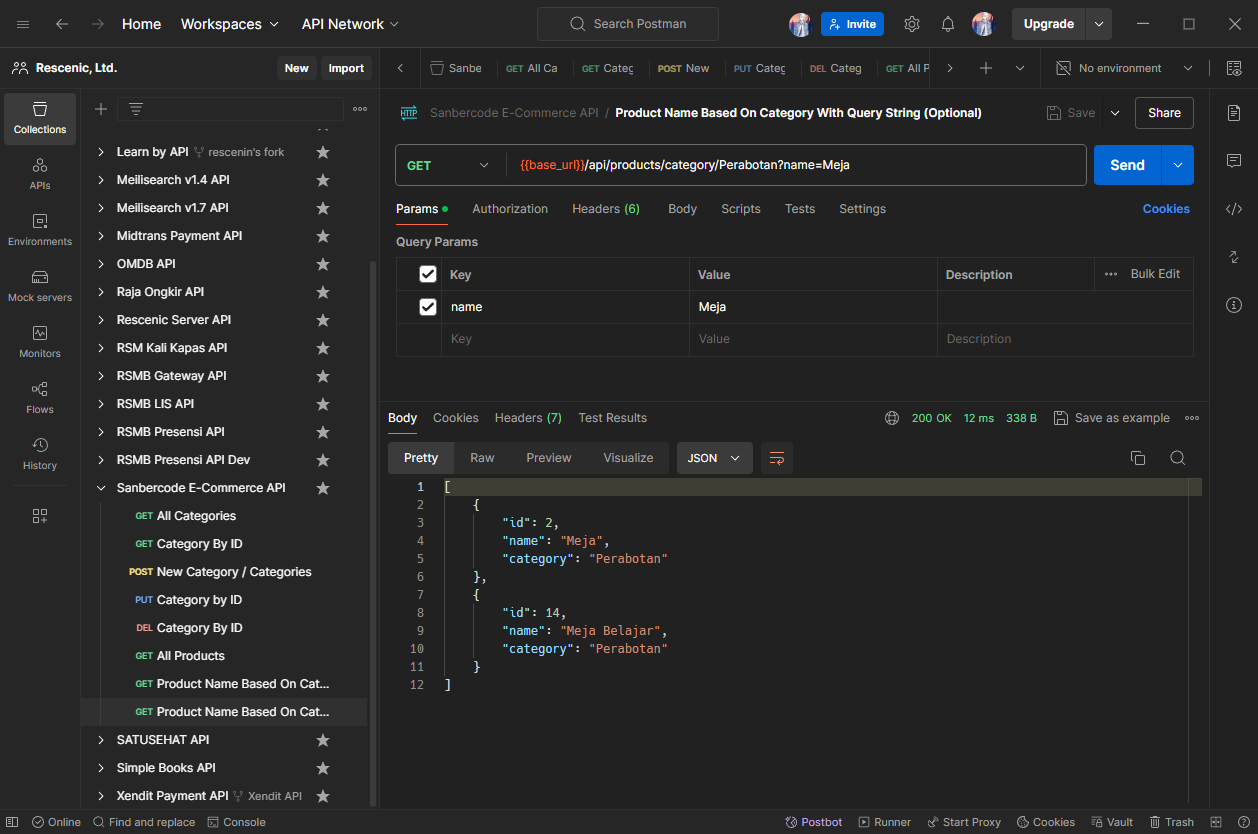 Home Workspaces API Network Search Postman Invite Upgrade
Rescenic, Ltd. New Import Sanbe GET All Ca GET Categ POST New PUT Categ DEL Categ GET All P No environment
Collections
APIs
Environments
Mock servers
Monitors
Flows
History
Learn by API rescenin's fork
Meilisearch v1.4 API
Meilisearch v1.7 API
Midtrans Payment API
OMDB API
Raja Ongkir API
Rescenic Server API
RSM Kali Kapas API
RSMB Gateway API
RSMB LIS API
RSMB Presensi API
RSMB Presensi API Dev
Sanbercode E-Commerce API
GET All Categories
GET Category By ID
POST New Category / Categories
PUT Category by ID
DEL Category By ID
GET All Products
GET Product Name Based On Cat...
GET Product Name Based On Cat...
SATUSEHAT API
Simple Books API
Xendit Payment API Xendit API
HTTP Sanbercode E-Commerce API / Product Name Based On Category With Query String (Optional) Save Share
GET {{base_url}}/api/products/category/Perabotan?name=Meja Send
Params Authorization Headers (6) Body Scripts Tests Settings Cookies
Query Params
Key Value Description Bulk Edit
name Meja
Key Value Description
Body Cookies Headers (7) Test Results 200 OK 12 ms 338 B Save as example
Pretty Raw Preview Visualize JSON
1 [
2 {
3 "id": 2,
4 "name": "Meja",
5 "category": "Perabotan"
6 },
7 {
8 "id": 14,
9 "name": "Meja Belajar",
10 "category": "Perabotan"
11 }
12 ]
Online Find and replace Console Postbot Runner Start Proxy Cookies Vault Trash